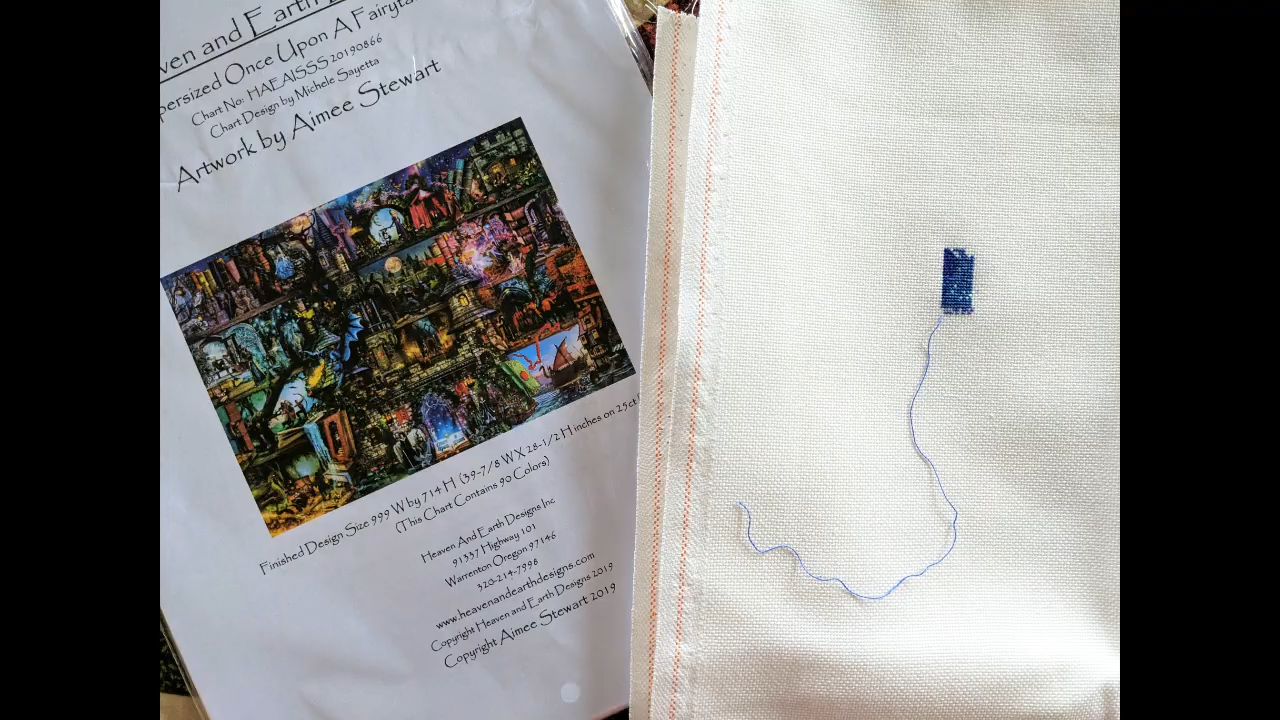 ven and Earth
persized Once Upon A Fairyta
Chart No: HAEAISSS 20190866
Chart Design by Michele Sayetta
Artwork by Aimee Stewart
Finished Design Size 999 W by 714 H (39-7/8 W X 28-1/2 H inches on 25ct
(This Chart Contains 90 Colors)
Heaven And Earth Designs Inc
91337 Highway 101
Warrenton Oregon 97146
www.heavenandearthdesigns.com
Copyright Heaven and Earth Designs 2019
Copyright Aimee Stewart 2019